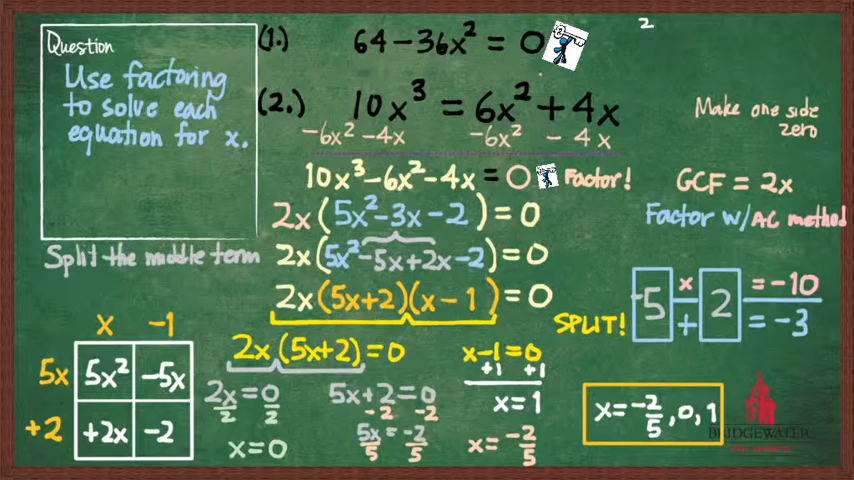 2
Question
Use factoring
to solve each
equation for x.
(1.) 64 - 36x² = 0
(2.) 10x³ = 6x² + 4x
-6x² -4x -6x² - 4x
Make one side
zero
10x³ - 6x² - 4x = 0 Factor!
GCF = 2x
2x(5x² - 3x - 2) = 0
Factor w/ AC method
Split the middle term
2x(5x² - 5x + 2x - 2) = 0
2x(5x+2)(x-1) = 0
-5 x 2 = -10
+ = -3
SPLIT!
2x(5x+2) = 0
x-1=0
+1 +1
x=1
2x = 0
2 2
x=0
5x+2=0
-2 -2
5x = -2
5 5
x = -2/5
x -1
5x 5x² -5x
+2 +2x -2
x = -2/5, 0, 1
BRIDGEWATER